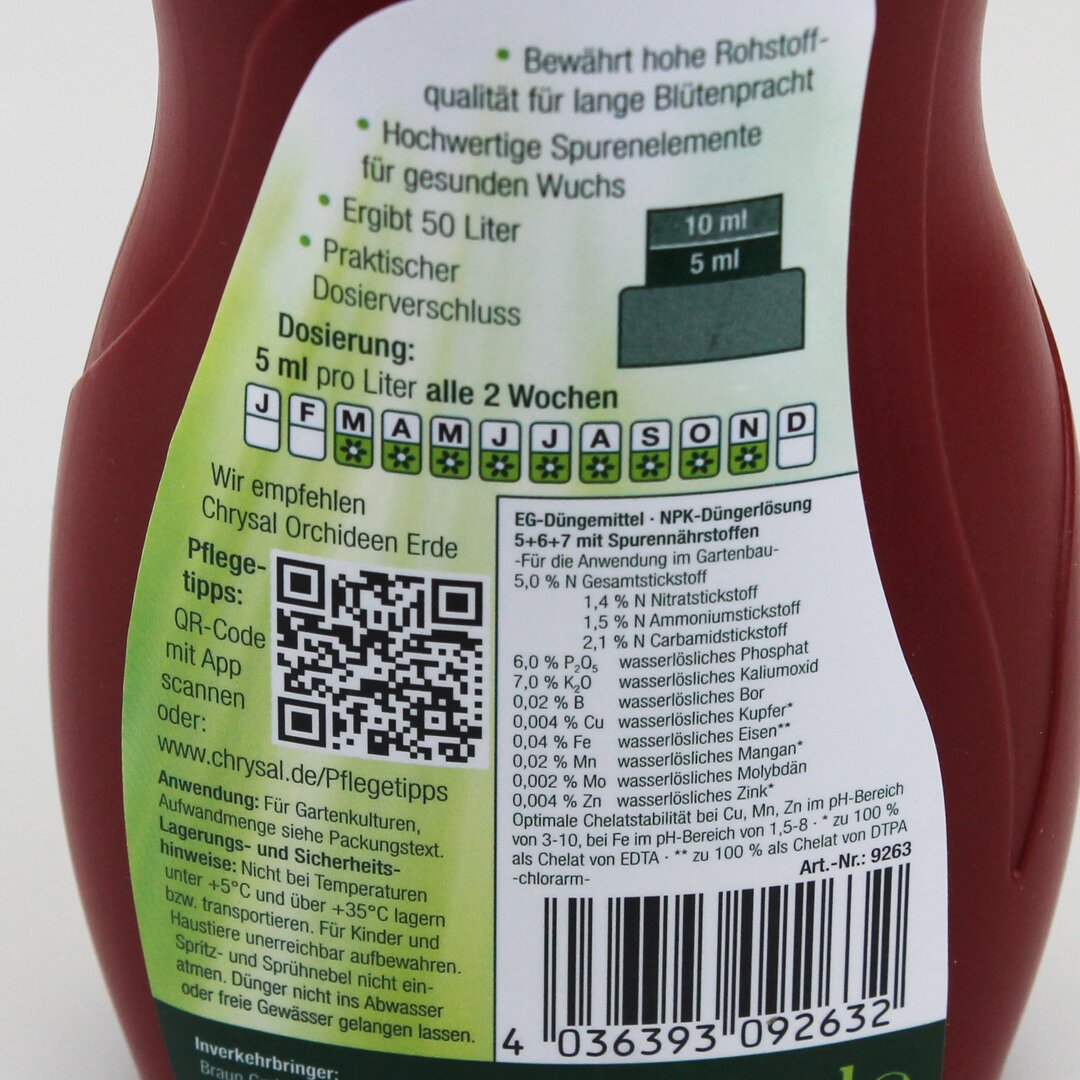 • Bewährt hohe Rohstoff-
qualität für lange Blütenpracht
• Hochwertige Spurenelemente
für gesunden Wuchs
• Ergibt 50 Liter
• Praktischer
Dosierverschluss
10 ml
5 ml
Dosierung:
5 ml pro Liter alle 2 Wochen
J F M A M J J A S O N D
Wir empfehlen
Chrysal Orchideen Erde
Pflege-
tipps:
QR-Code
mit App
scannen
oder:
www.chrysal.de/Pflegetipps
Anwendung: Für Gartenkulturen,
Aufwandmenge siehe Packungstext.
Lagerungs- und Sicherheits-
hinweise: Nicht bei Temperaturen
unter +5°C und über +35°C lagern
bzw. transportieren. Für Kinder und
Haustiere unerreichbar aufbewahren.
Spritz- und Sprühnebel nicht ein-
atmen. Dünger nicht ins Abwasser
oder freie Gewässer gelangen lassen.
Inverkehrbringer:
Braun
EG-Düngemittel · NPK-Düngerlösung
5+6+7 mit Spurennährstoffen
-Für die Anwendung im Gartenbau-
5,0 % N Gesamtstickstoff
1,4 % N Nitratstickstoff
1,5 % N Ammoniumstickstoff
2,1 % N Carbamidstickstoff
6,0 % P₂O₅ wasserlösliches Phosphat
7,0 % K₂O wasserlösliches Kaliumoxid
0,02 % B wasserlösliches Bor
0,004 % Cu wasserlösliches Kupfer*
0,04 % Fe wasserlösliches Eisen**
0,02 % Mn wasserlösliches Mangan*
0,002 % Mo wasserlösliches Molybdän
0,004 % Zn wasserlösliches Zink*
Optimale Chelatstabilität bei Cu, Mn, Zn im pH-Bereich
von 3-10, bei Fe im pH-Bereich von 1,5-8 · * zu 100 %
als Chelat von EDTA · ** zu 100 % als Chelat von DTPA
-chlorarm-
Art.-Nr.: 9263
4 036393 092632